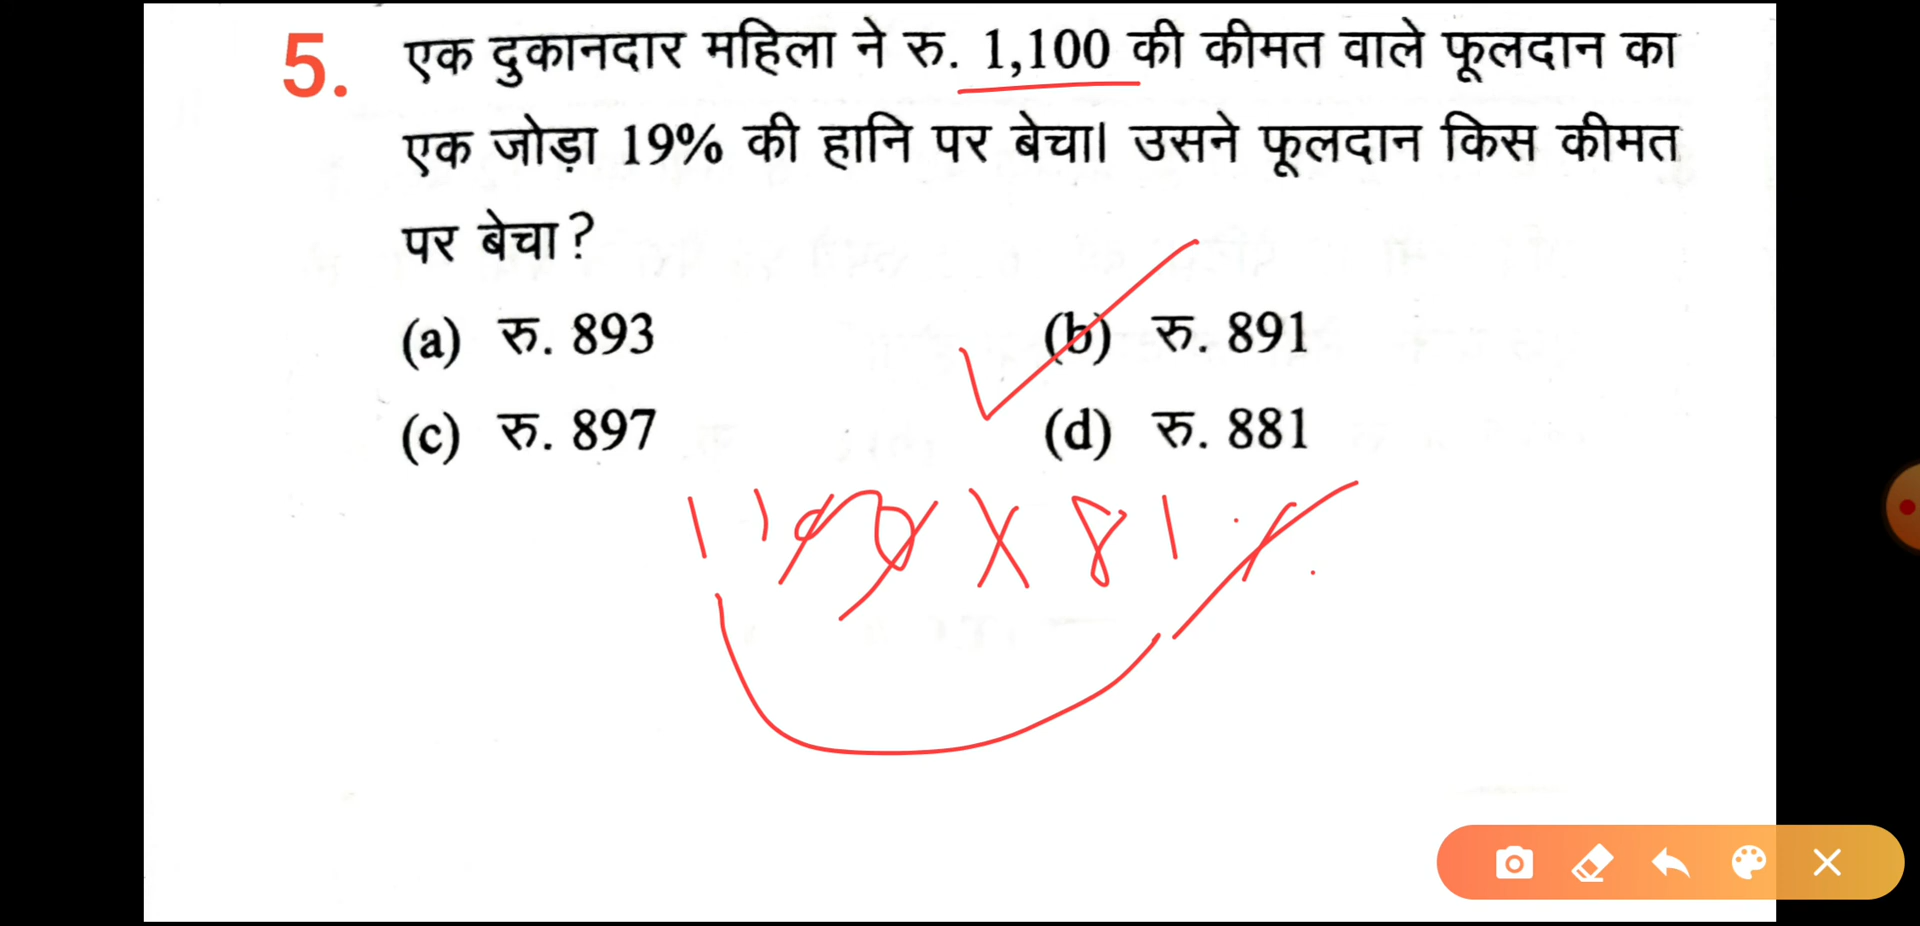 5. एक दुकानदार महिला ने रु. 1,100 की कीमत वाले फूलदान का
एक जोड़ा 19% की हानि पर बेचा। उसने फूलदान किस कीमत
पर बेचा?
(a) रु. 893 (b) रु. 891
(c) रु. 897 (d) रु. 881
1100 X 81 %